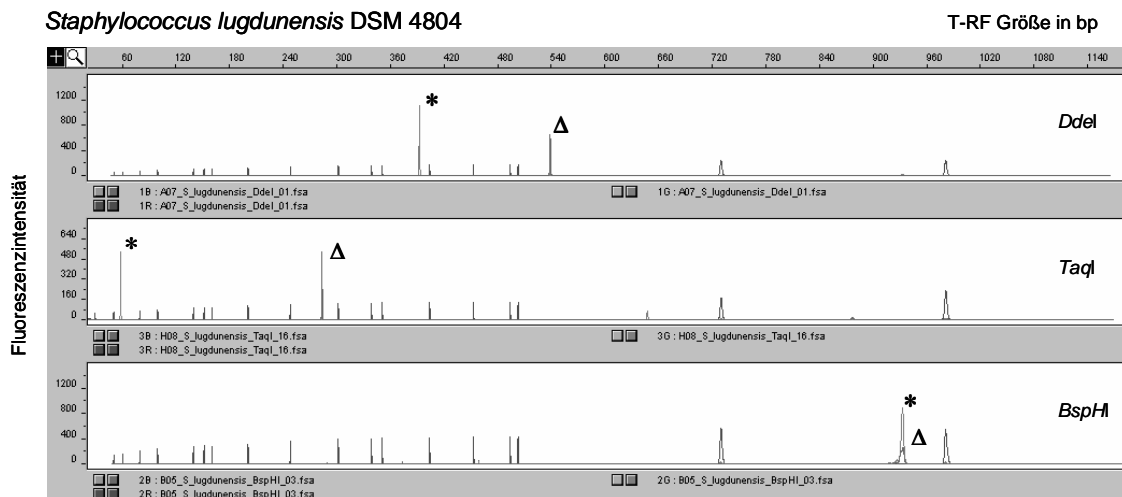 Staphylococcus lugdunensis DSM 4804
T-RF Größe in bp
60 120 180 240 300 360 420 480 540 600 660 720 780 840 900 960 1020 1080 1140
Fluoreszenzintensität
1200
800
400
0
*
Δ
DdeI
1B : A07_S_lugdunensis_DdeI_01.fsa 1G : A07_S_lugdunensis_DdeI_01.fsa
1R : A07_S_lugdunensis_DdeI_01.fsa
640
480
320
160
0
*
Δ
TaqI
3B : H08_S_lugdunensis_TaqI_16.fsa 3G : H08_S_lugdunensis_TaqI_16.fsa
3R : H08_S_lugdunensis_TaqI_16.fsa
1200
800
400
0
*
Δ
BspHI
2B : B05_S_lugdunensis_BspHI_03.fsa 2G : B05_S_lugdunensis_BspHI_03.fsa
2R : B05_S_lugdunensis_BspHI_03.fsa